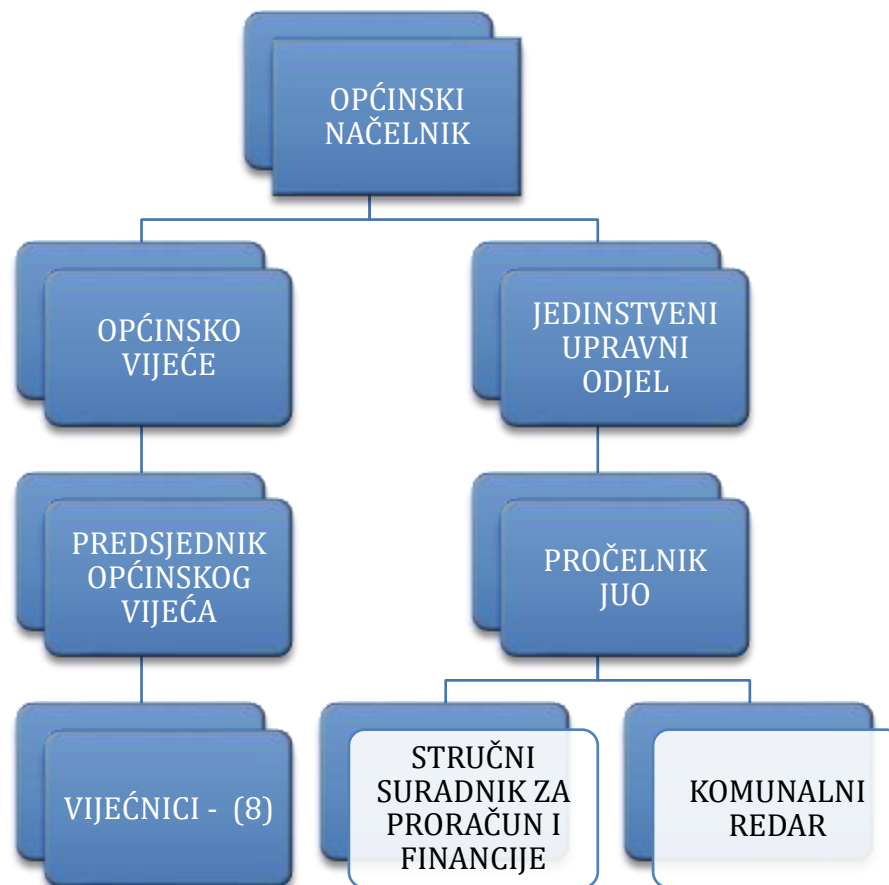 OPĆINSKI
NAČELNIK
OPĆINSKO
VIJEĆE
JEDINSTVENI
UPRAVNI
ODJEL
PREDSJEDNIK
OPĆINSKOG
VIJEĆA
PROČELNIK
JUO
VIJEĆNICI - (8)
STRUČNI
SURADNIK ZA
PRORAČUN I
FINANCIJE
KOMUNALNI
REDAR